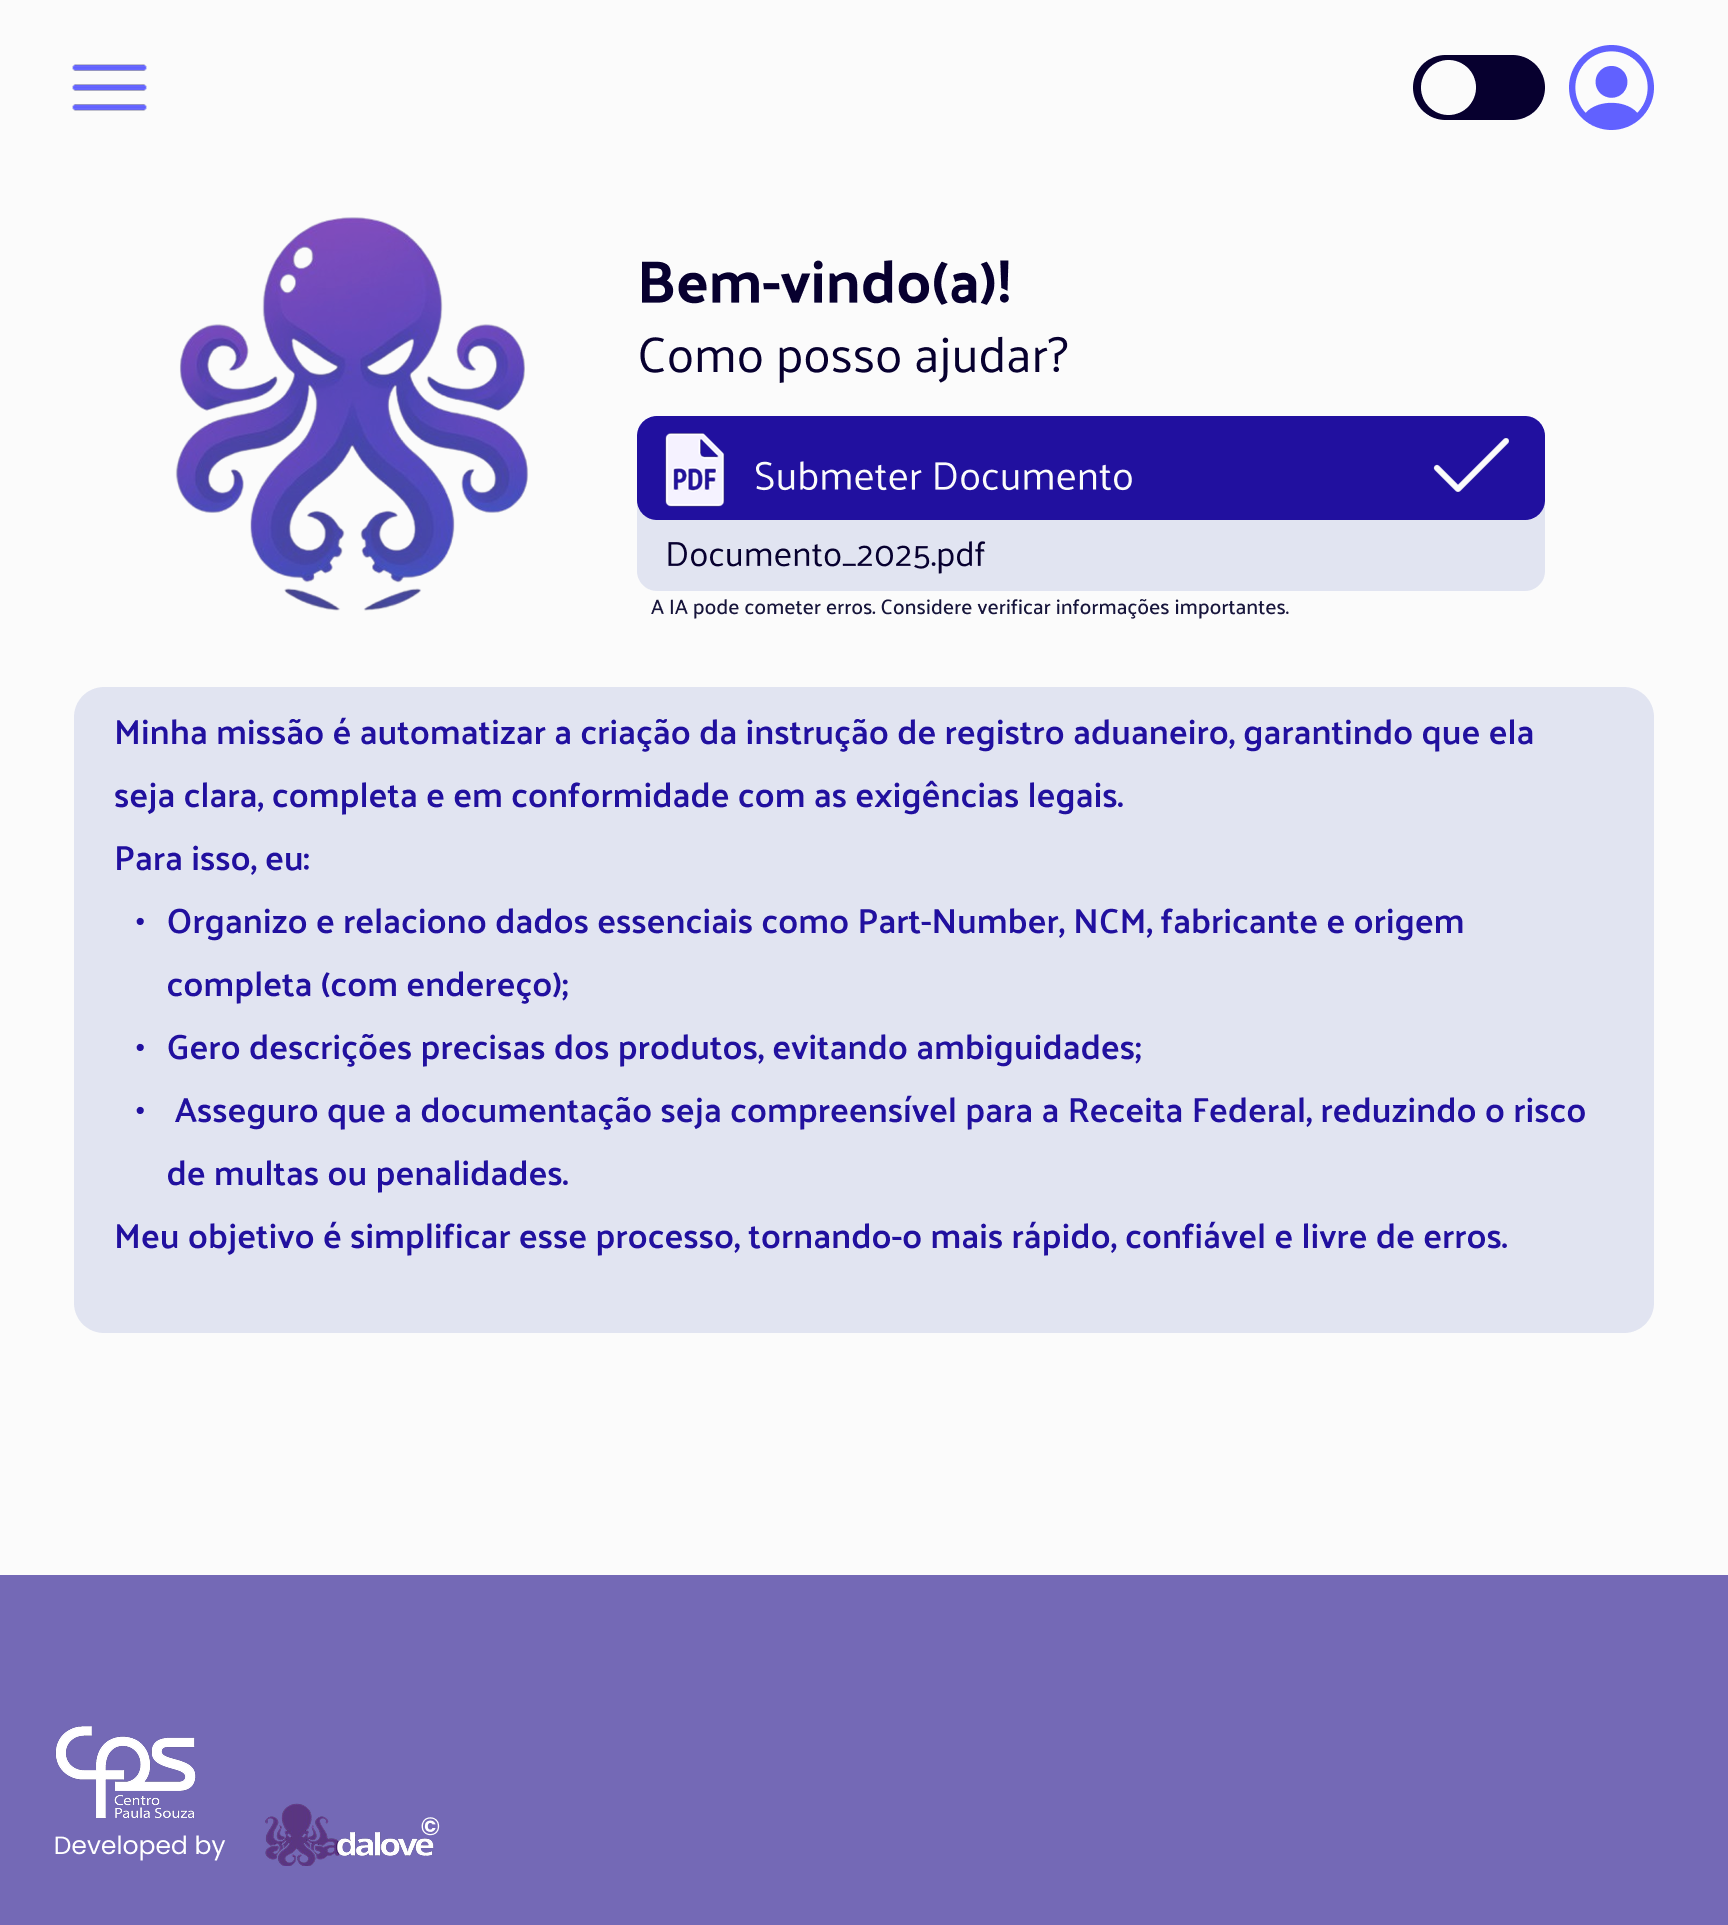 Bem-vindo(a)!
Como posso ajudar?
PDF
Submeter Documento
Documento_2025.pdf
A IA pode cometer erros. Considere verificar informações importantes.
Minha missão é automatizar a criação da instrução de registro aduaneiro, garantindo que ela
seja clara, completa e em conformidade com as exigências legais.
Para isso, eu:
• Organizo e relaciono dados essenciais como Part-Number, NCM, fabricante e origem
completa (com endereço);
• Gero descrições precisas dos produtos, evitando ambiguidades;
• Asseguro que a documentação seja compreensível para a Receita Federal, reduzindo o risco
de multas ou penalidades.
Meu objetivo é simplificar esse processo, tornando-o mais rápido, confiável e livre de erros.
cps
Centro
Paula Souza
Developed by
adalove©